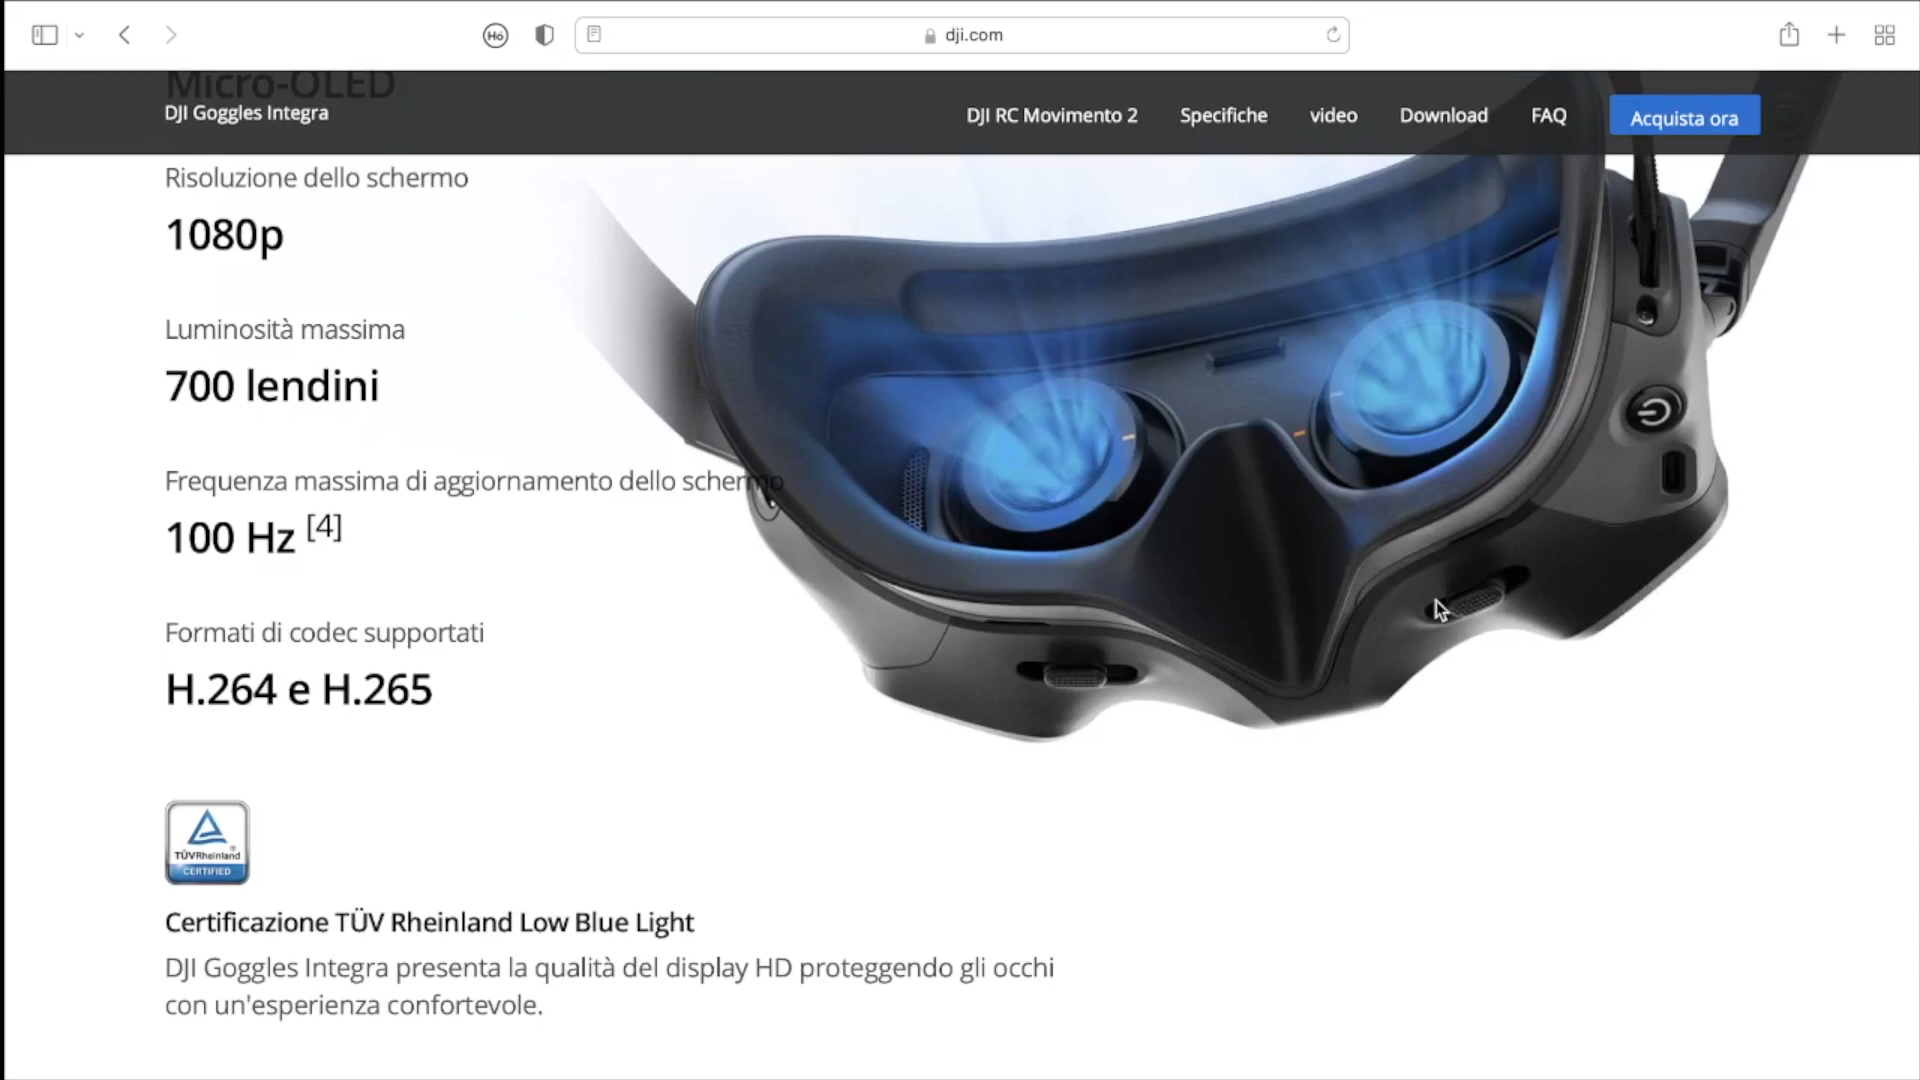 Hó
dji.com
Micro-OLED
DJI Goggles Integra
DJI RC Movimento 2
Specifiche
video
Download
FAQ
Acquista ora
Risoluzione dello schermo
1080p
Luminosità massima
700 lendini
Frequenza massima di aggiornamento dello schermo
100 Hz [4]
Formati di codec supportati
H.264 e H.265
TÜVRheinland®
CERTIFIED
Certificazione TÜV Rheinland Low Blue Light
DJI Goggles Integra presenta la qualità del display HD proteggendo gli occhi
con un'esperienza confortevole.